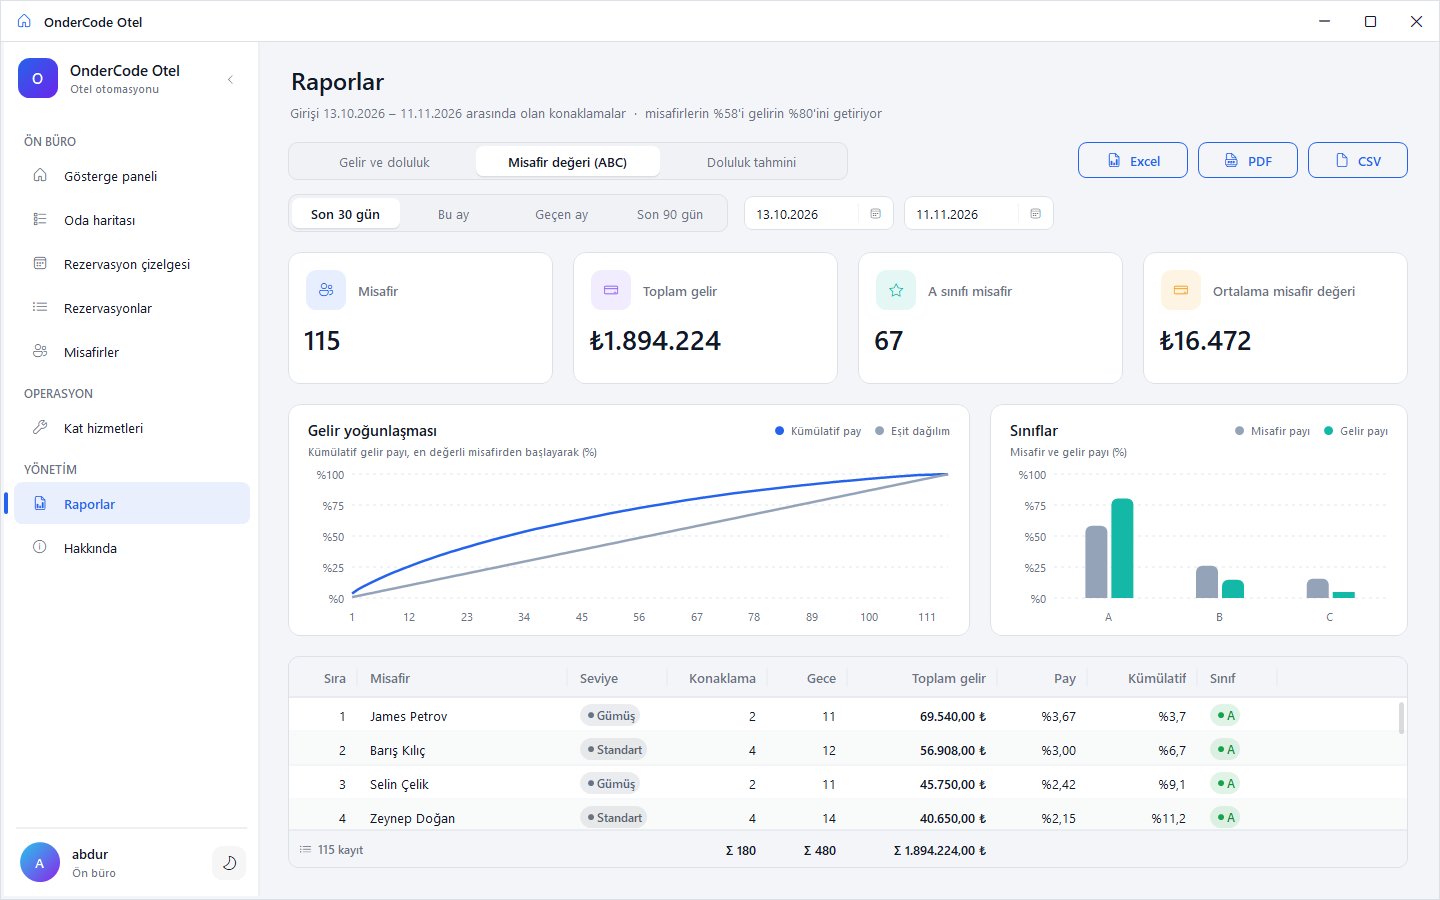 OnderCode Otel
OnderCode Otel
Otel otomasyonu
ÖN BÜRO
Gösterge paneli
Oda haritası
Rezervasyon çizelgesi
Rezervasyonlar
Misafirler
OPERASYON
Kat hizmetleri
YÖNETİM
Raporlar
Hakkında
A abdur
Ön büro
Raporlar
Girişi 13.10.2026 – 11.11.2026 arasında olan konaklamalar · misafirlerin %58'i gelirin %80'ini getiriyor
Gelir ve doluluk Misafir değeri (ABC) Doluluk tahmini Excel PDF CSV
Son 30 gün Bu ay Geçen ay Son 90 gün 13.10.2026 11.11.2026
Misafir
115
Toplam gelir
₺1.894.224
A sınıfı misafir
67
Ortalama misafir değeri
₺16.472
Gelir yoğunlaşması Kümülatif pay Eşit dağılım
Kümülatif gelir payı, en değerli misafirden başlayarak (%)
%100
%75
%50
%25
%0
1 12 23 34 45 56 67 78 89 100 111
Sınıflar Misafir payı Gelir payı
Misafir ve gelir payı (%)
%100
%75
%50
%25
%0
A B C
Sıra Misafir Seviye Konaklama Gece Toplam gelir Pay Kümülatif Sınıf
1 James Petrov Gümüş 2 11 69.540,00 ₺ %3,67 %3,7 A
2 Barış Kılıç Standart 4 12 56.908,00 ₺ %3,00 %6,7 A
3 Selin Çelik Gümüş 2 11 45.750,00 ₺ %2,42 %9,1 A
4 Zeynep Doğan Standart 4 14 40.650,00 ₺ %2,15 %11,2 A
115 kayıt Σ 180 Σ 480 Σ 1.894.224,00 ₺